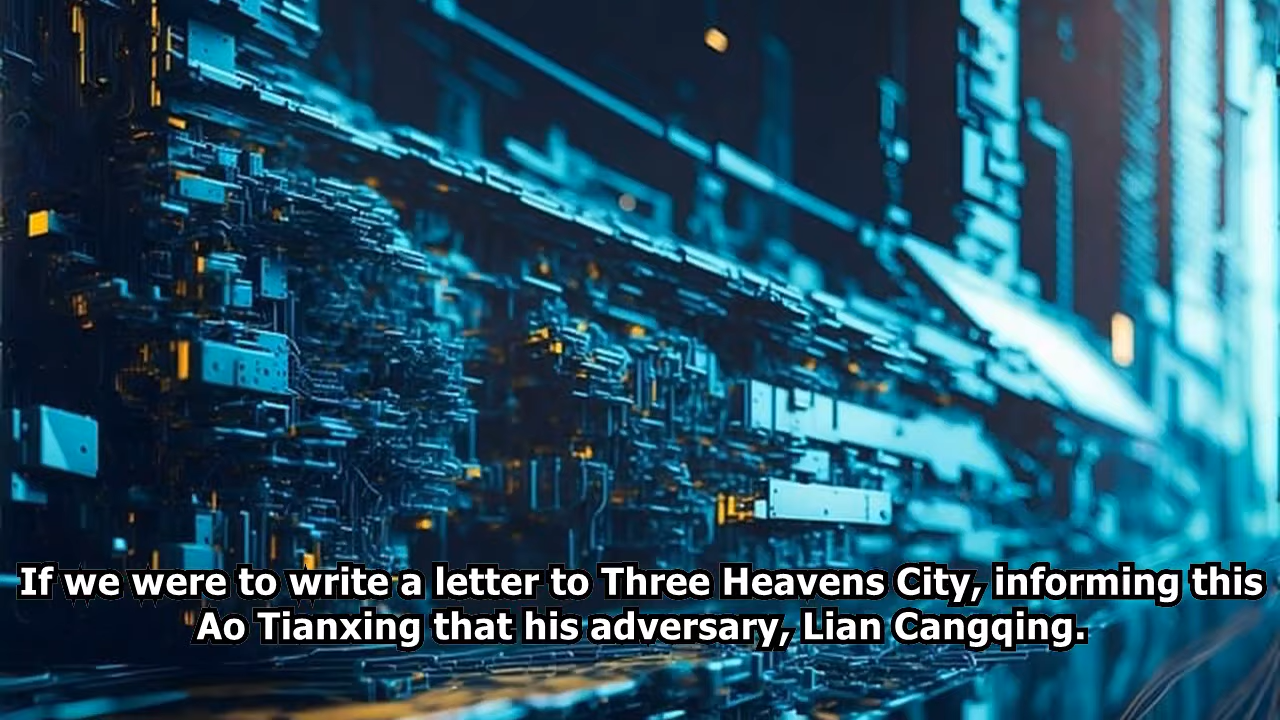 If we were to write a letter to Three Heavens City, informing this
Ao Tianxing that his adversary, Lian Cangqing.